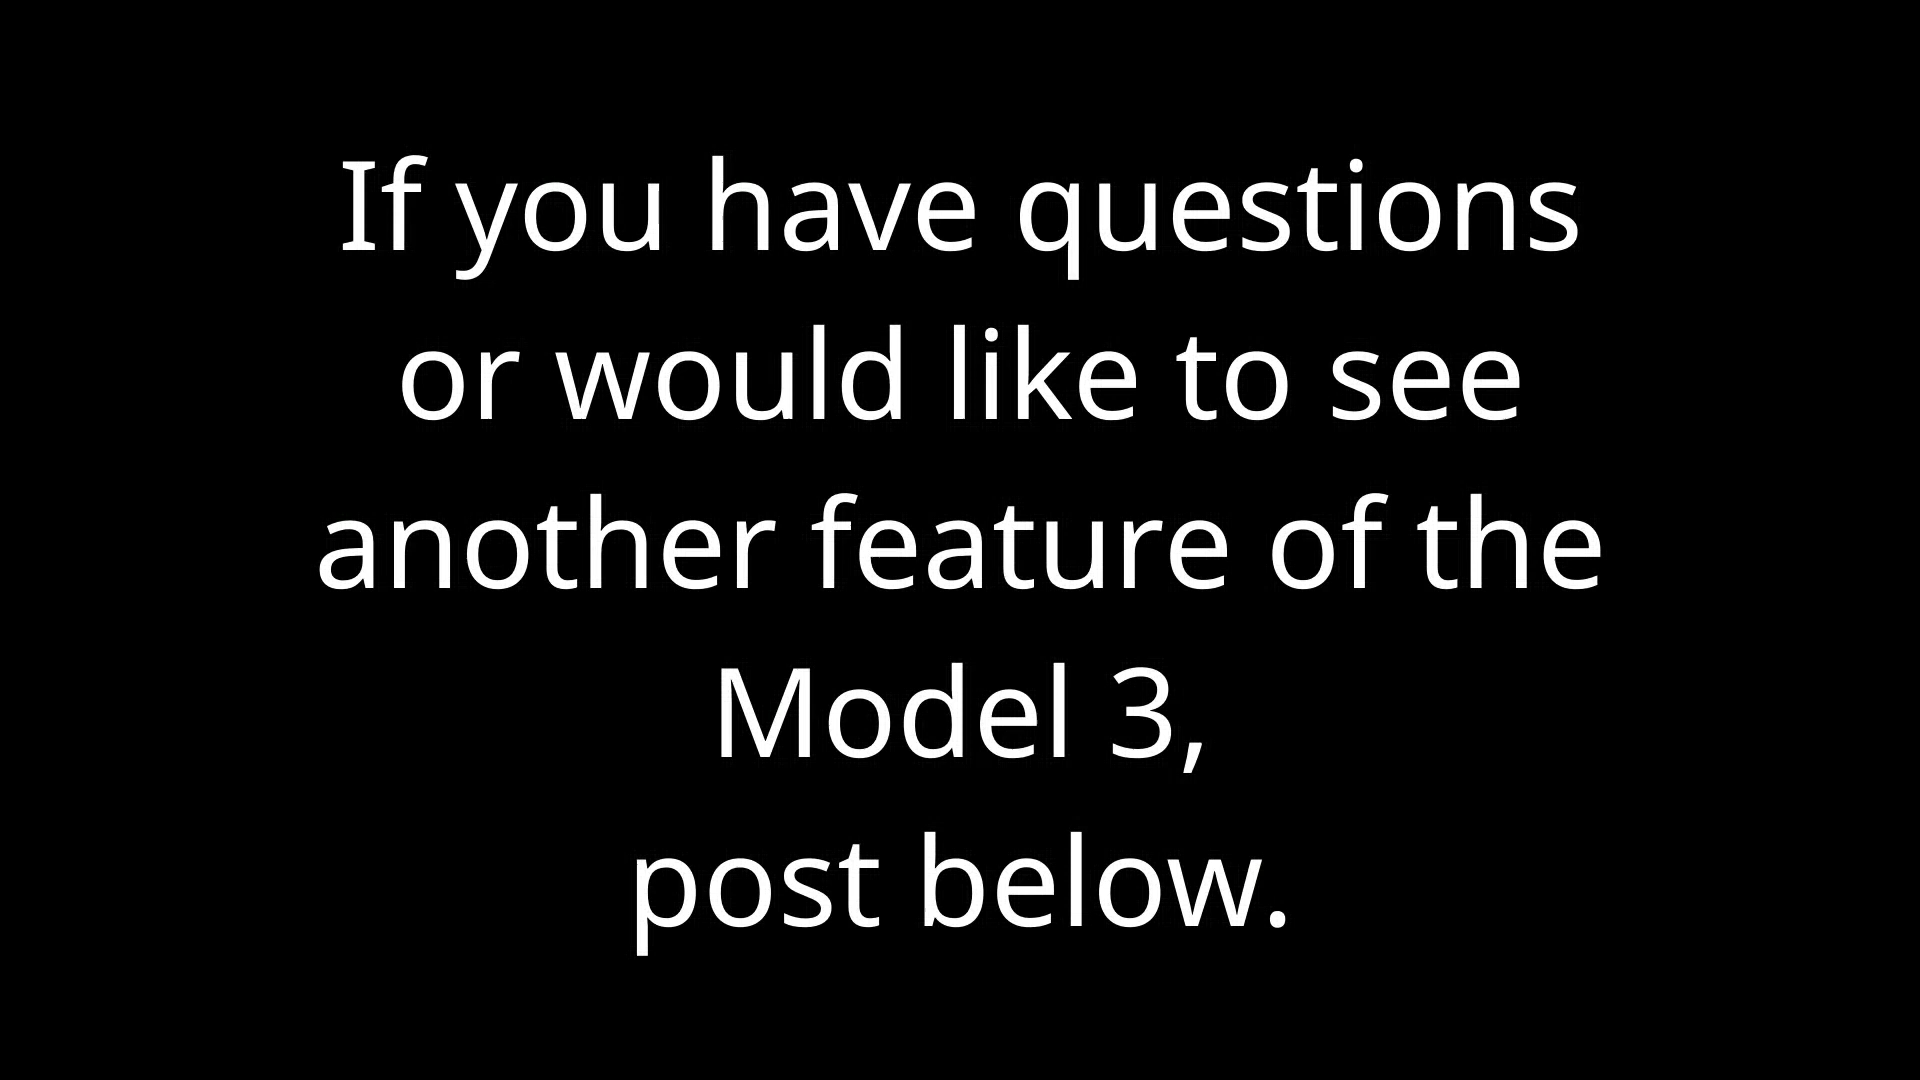 If you have questions
or would like to see
another feature of the
Model 3,
post below.